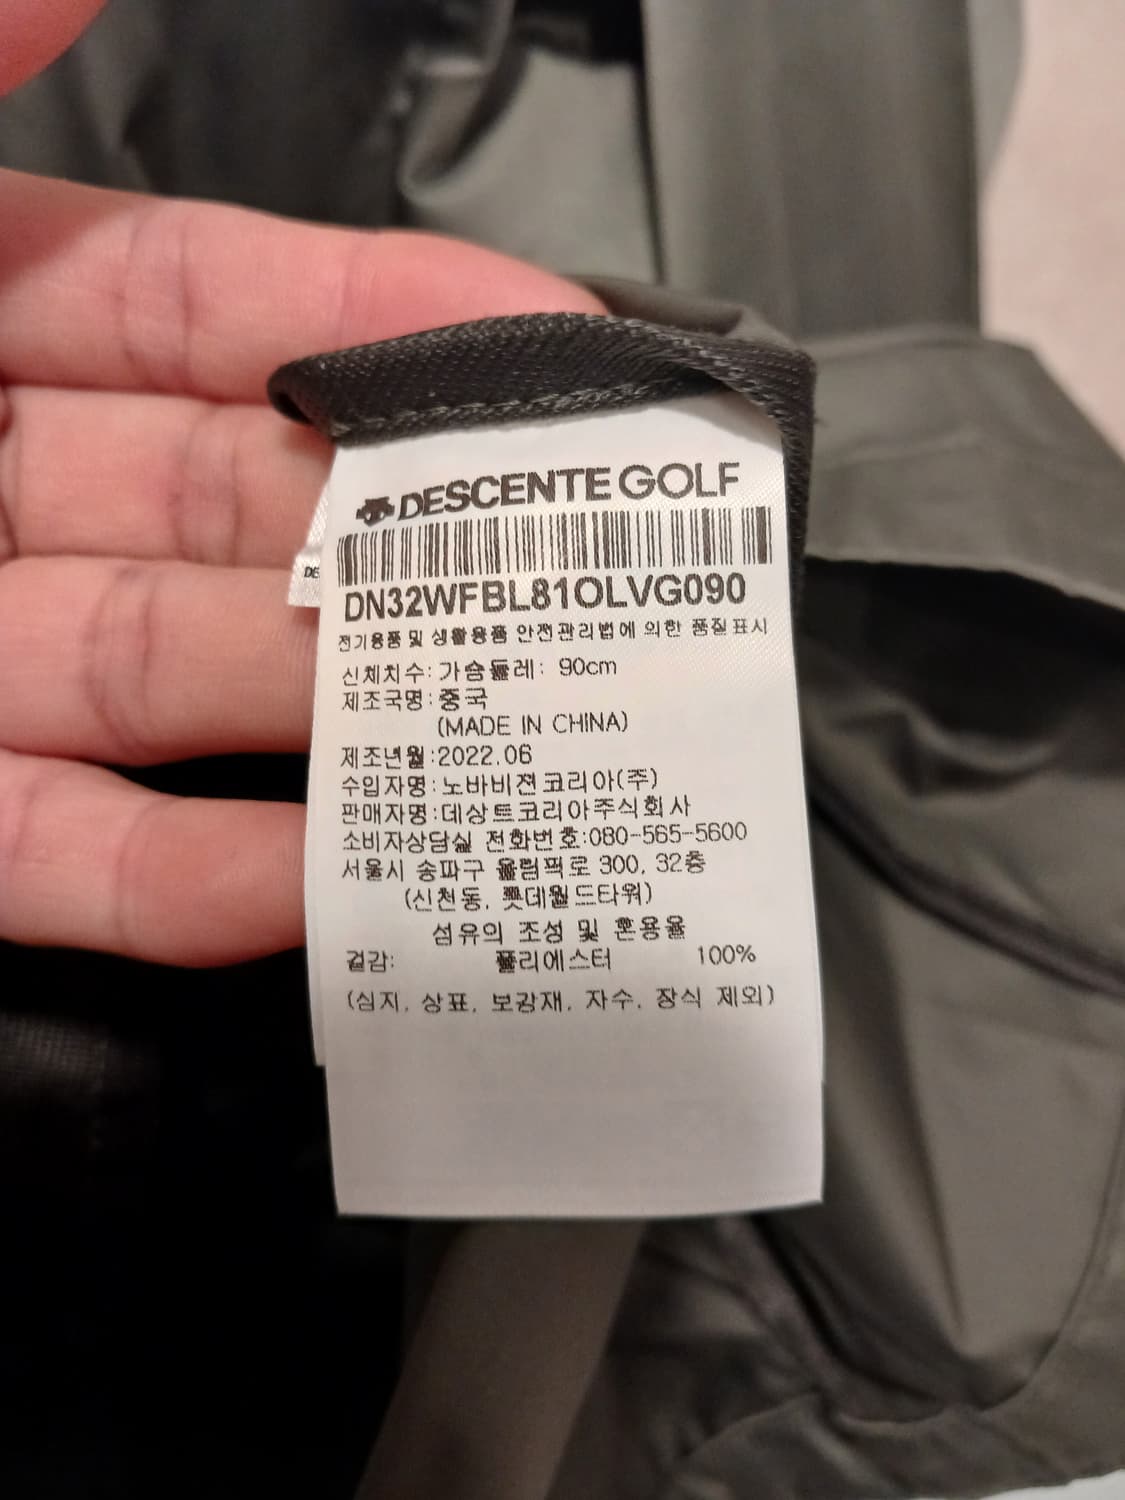 DESCENTE GOLF
DN32WFBL81OLVG090
전기용품 및 생활용품 안전관리법에 의한 품질표시
신체치수: 가슴둘레: 90cm
제조국명: 중국
(MADE IN CHINA)
제조년월:2022.06
수입자명:노바비젼코리아(주)
판매자명:데상트코리아주식회사
소비자상담실 전화번호:080-565-5600
서울시 송파구 올림픽로 300, 32층
(신천동, 롯데월드타워)
섬유의 조성 및 혼용율
겉감: 폴리에스터 100%
(심지, 상표, 보강재, 자수, 장식 제외)
DE